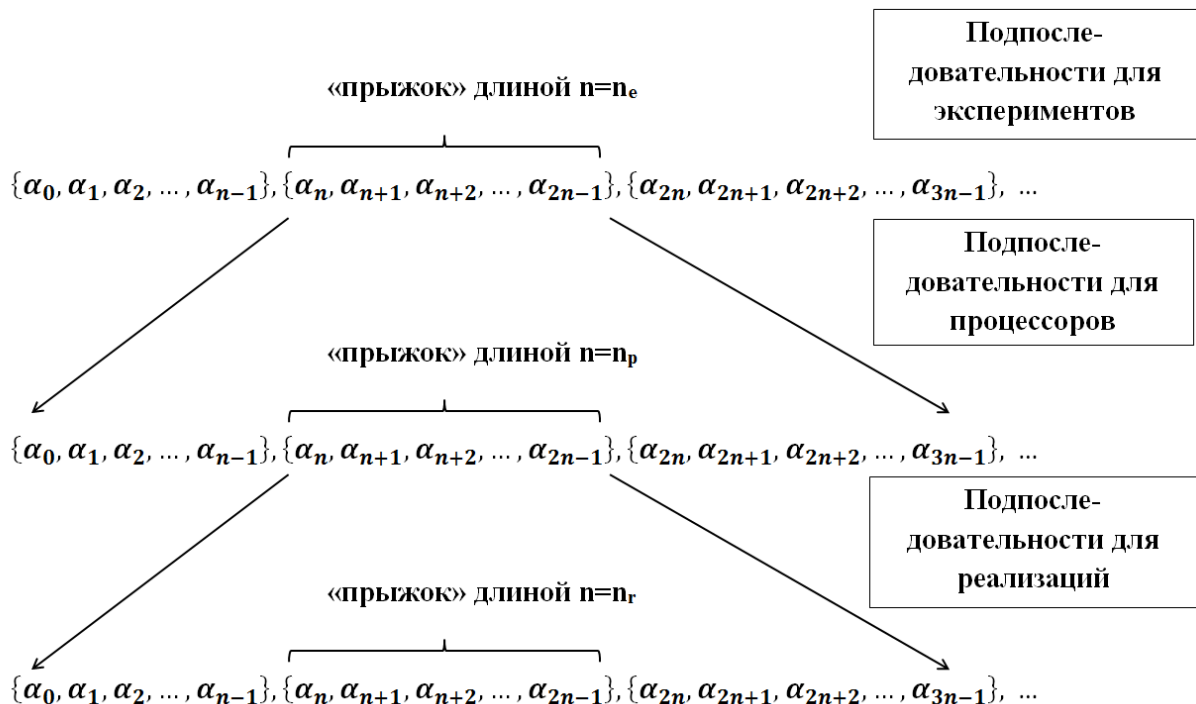 Подпосле-
довательности для
экспериментов
«прыжок» длиной n=nₑ
{α₀, α₁, α₂, … , αₙ₋₁}, {αₙ, αₙ₊₁, αₙ₊₂, … , α₂ₙ₋₁}, {α₂ₙ, α₂ₙ₊₁, α₂ₙ₊₂, … , α₃ₙ₋₁}, …
Подпосле-
довательности для
процессоров
«прыжок» длиной n=nₚ
{α₀, α₁, α₂, … , αₙ₋₁}, {αₙ, αₙ₊₁, αₙ₊₂, … , α₂ₙ₋₁}, {α₂ₙ, α₂ₙ₊₁, α₂ₙ₊₂, … , α₃ₙ₋₁}, …
Подпосле-
довательности для
реализаций
«прыжок» длиной n=nᵣ
{α₀, α₁, α₂, … , αₙ₋₁}, {αₙ, αₙ₊₁, αₙ₊₂, … , α₂ₙ₋₁}, {α₂ₙ, α₂ₙ₊₁, α₂ₙ₊₂, … , α₃ₙ₋₁}, …